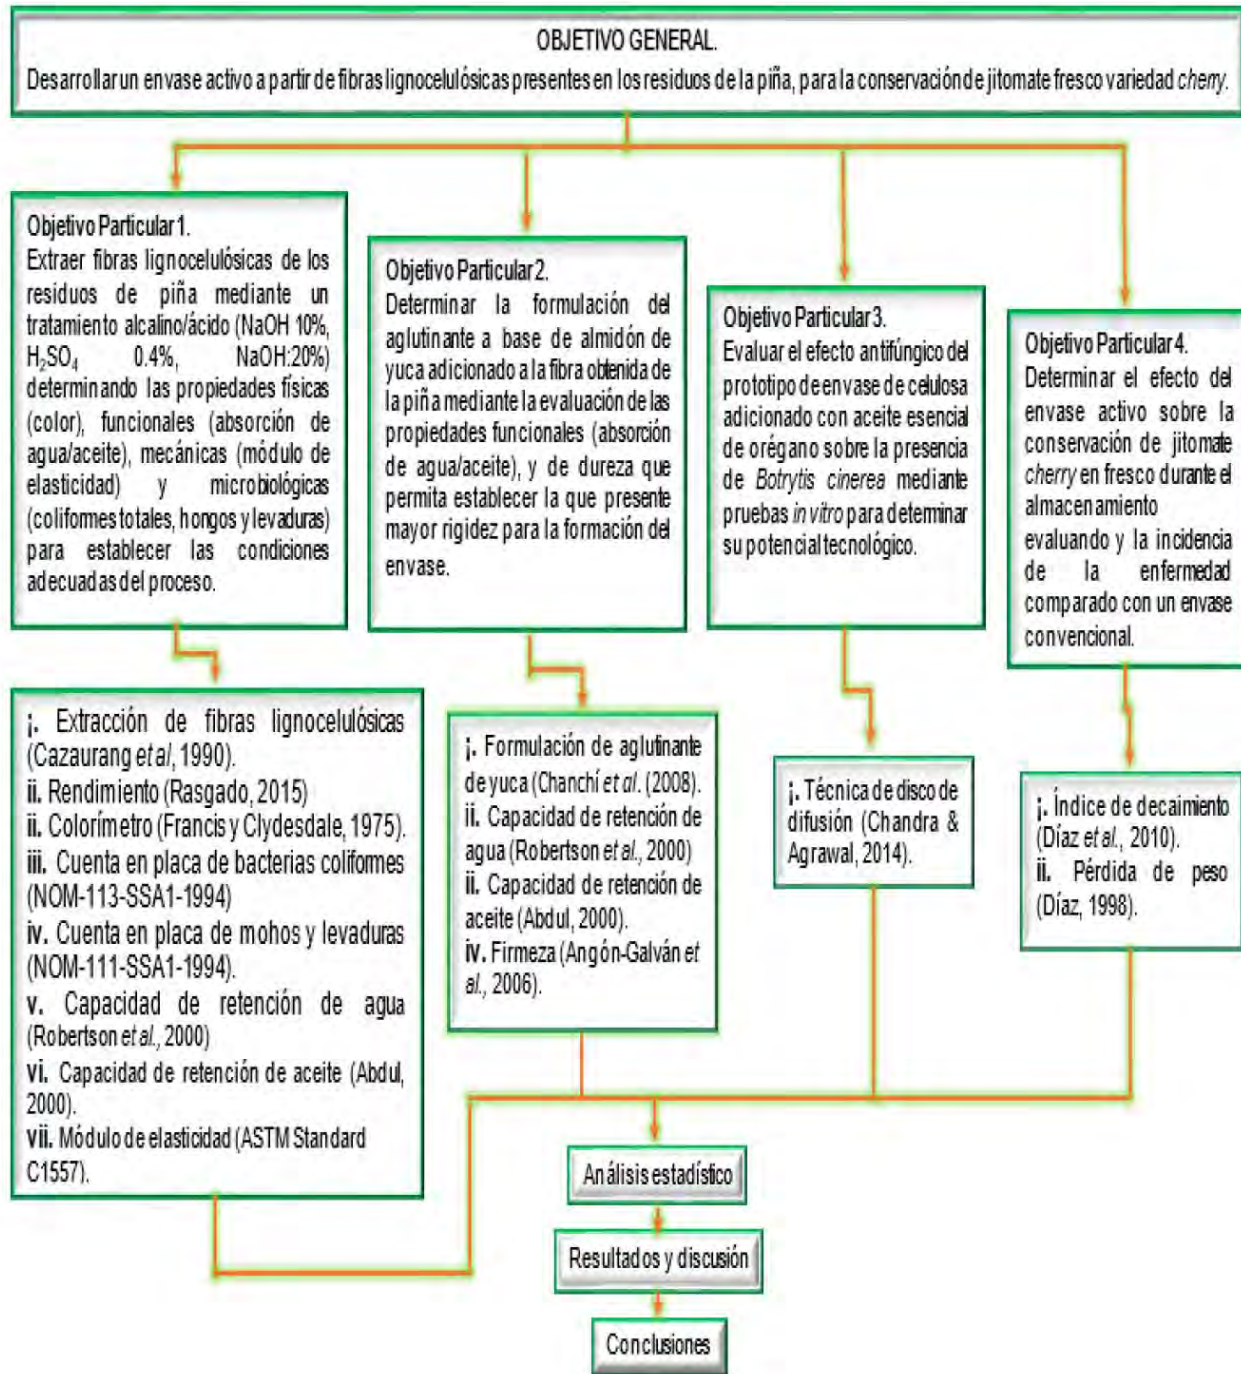 OBJETIVO GENERAL.
Desarrollar un envase activo a partir de fibras lignocelulósicas presentes en los residuos de la piña, para la conservación de jitomate fresco variedad cherry.
Objetivo Particular 1.
Extraer fibras lignocelulósicas de los
residuos de piña mediante un
tratamiento alcalino/ácido (NaOH 10%,
H₂SO₄ 0.4%, NaOH:20%)
determinando las propiedades físicas
(color), funcionales (absorción de
agua/aceite), mecánicas (módulo de
elasticidad) y microbiológicas
(coliformes totales, hongos y levaduras)
para establecer las condiciones
adecuadas del proceso.
Objetivo Particular 2.
Determinar la formulación del
aglutinante a base de almidón de
yuca adicionado a la fibra obtenida de
la piña mediante la evaluación de las
propiedades funcionales (absorción
de agua/aceite), y de dureza que
permita establecer la que presente
mayor rigidez para la formación del
envase.
Objetivo Particular 3.
Evaluar el efecto antifúngico del
prototipo de envase de celulosa
adicionado con aceite esencial
de orégano sobre la presencia
de Botrytis cinerea mediante
pruebas in vitro para determinar
su potencial tecnológico.
Objetivo Particular 4.
Determinar el efecto del
envase activo sobre la
conservación de jitomate
cherry en fresco durante el
almacenamiento
evaluando y la incidencia
de la enfermedad
comparado con un envase
convencional.
¡. Extracción de fibras lignocelulósicas
(Cazaurang et al, 1990).
ii. Rendimiento (Rasgado, 2015)
ii. Colorímetro (Francis y Clydesdale, 1975).
iii. Cuenta en placa de bacterias coliformes
(NOM-113-SSA1-1994)
iv. Cuenta en placa de mohos y levaduras
(NOM-111-SSA1-1994).
v. Capacidad de retención de agua
(Robertson et al., 2000)
vi. Capacidad de retención de aceite (Abdul,
2000).
vii. Módulo de elasticidad (ASTM Standard
C1557).
¡. Formulación de aglutinante
de yuca (Chanchí et al. (2008).
ii. Capacidad de retención de
agua (Robertson et al., 2000)
ii. Capacidad de retención de
aceite (Abdul, 2000).
iv. Firmeza (Angón-Galván et
al., 2006).
¡. Técnica de disco de
difusión (Chandra &
Agrawal, 2014).
¡. Índice de decaimiento
(Díaz et al., 2010).
ii. Pérdida de peso
(Díaz, 1998).
Análisis estadístico
Resultados y discusión
Conclusiones